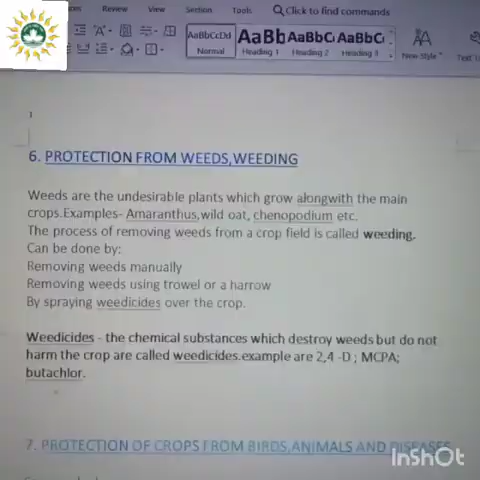 Review View Section Tools Click to find commands
AaBbCcDd AaBb AaBbC AaBbC
Normal Heading 1 Heading 2 Heading 3 New Style
1
6. PROTECTION FROM WEEDS,WEEDING
Weeds are the undesirable plants which grow alongwith the main
crops.Examples- Amaranthus,wild oat, chenopodium etc.
The process of removing weeds from a crop field is called weeding.
Can be done by:
Removing weeds manually
Removing weeds using trowel or a harrow
By spraying weedicides over the crop.
Weedicides - the chemical substances which destroy weeds but do not
harm the crop are called weedicides.example are 2,4 -D ; MCPA;
butachlor.
7. PROTECTION OF CROPS FROM BIRDS,ANIMALS AND DISEASES
InShOt